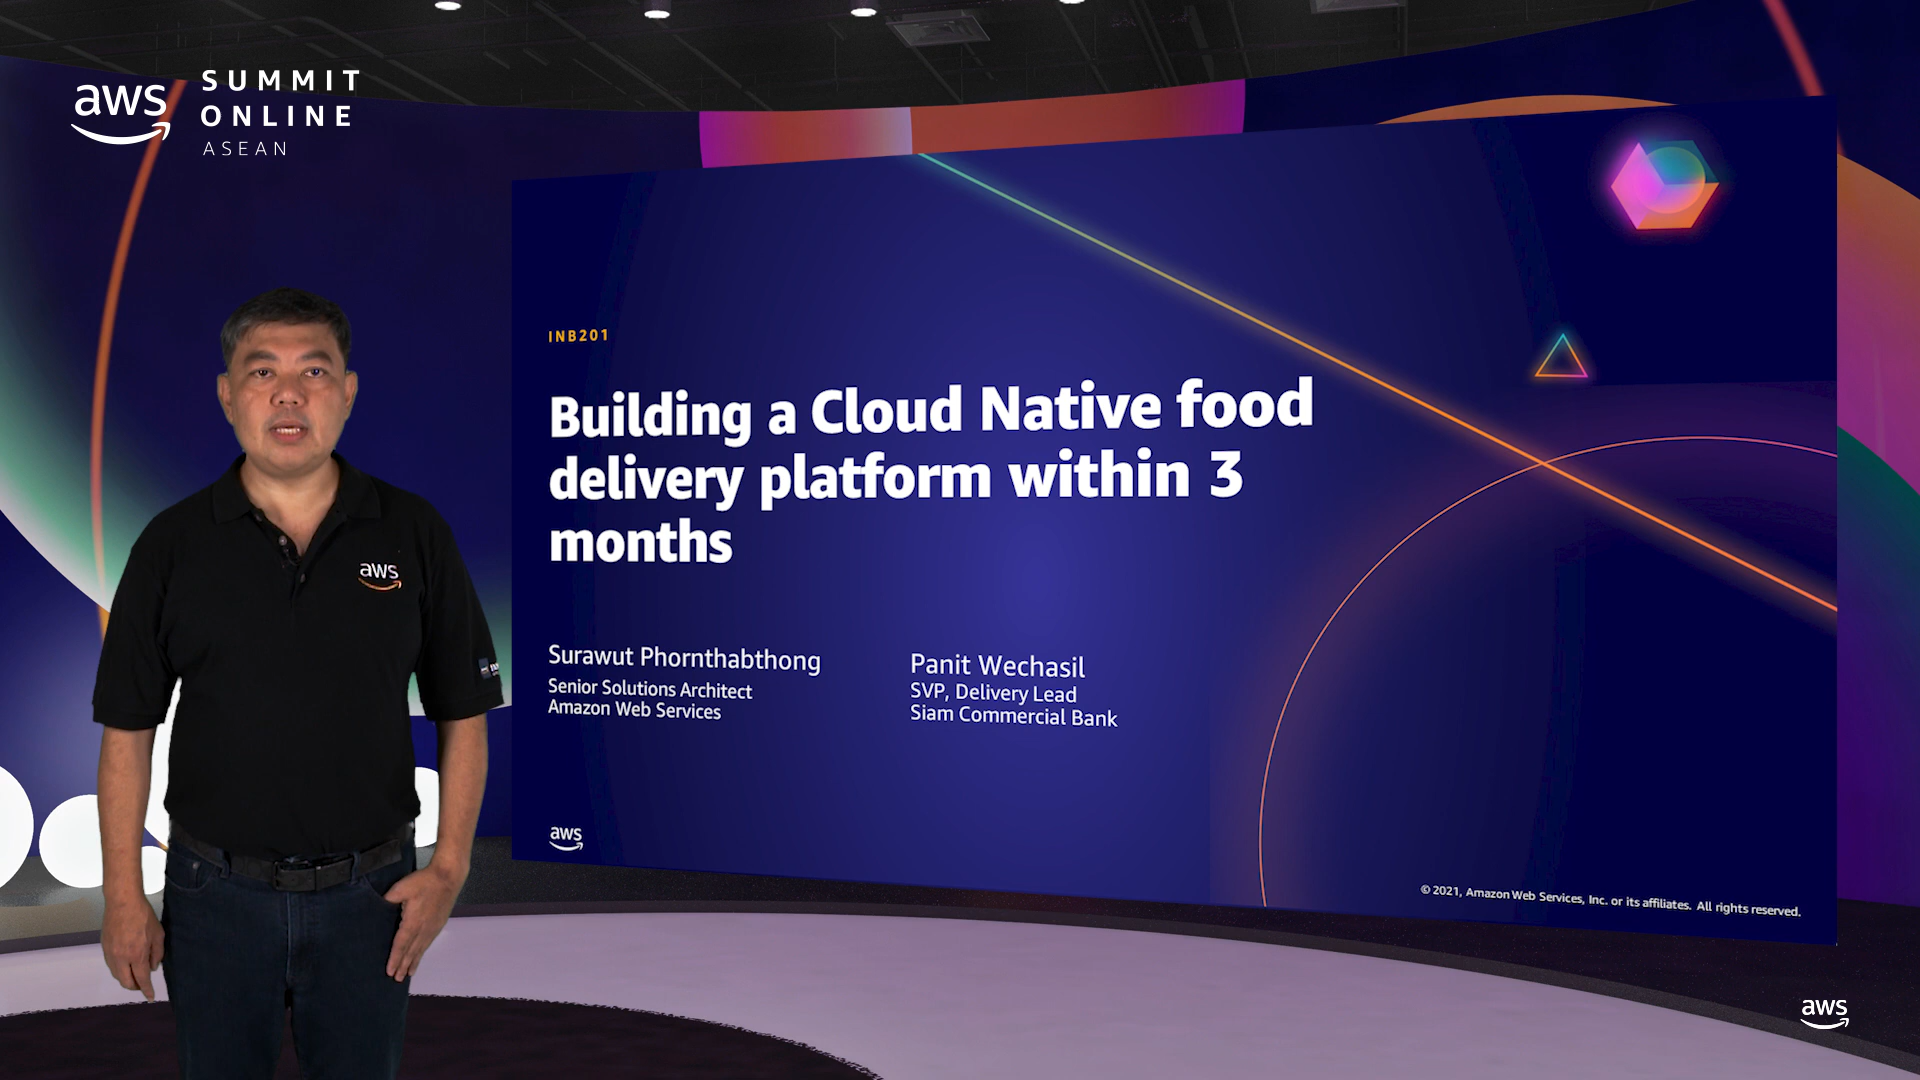 aws
SUMMIT
ONLINE
ASEAN
aws
INB201
Building a Cloud Native food
delivery platform within 3
months
Surawut Phornthabthong
Senior Solutions Architect
Amazon Web Services
Panit Wechasil
SVP, Delivery Lead
Siam Commercial Bank
aws
© 2021, Amazon Web Services, Inc. or its affiliates. All rights reserved.
aws